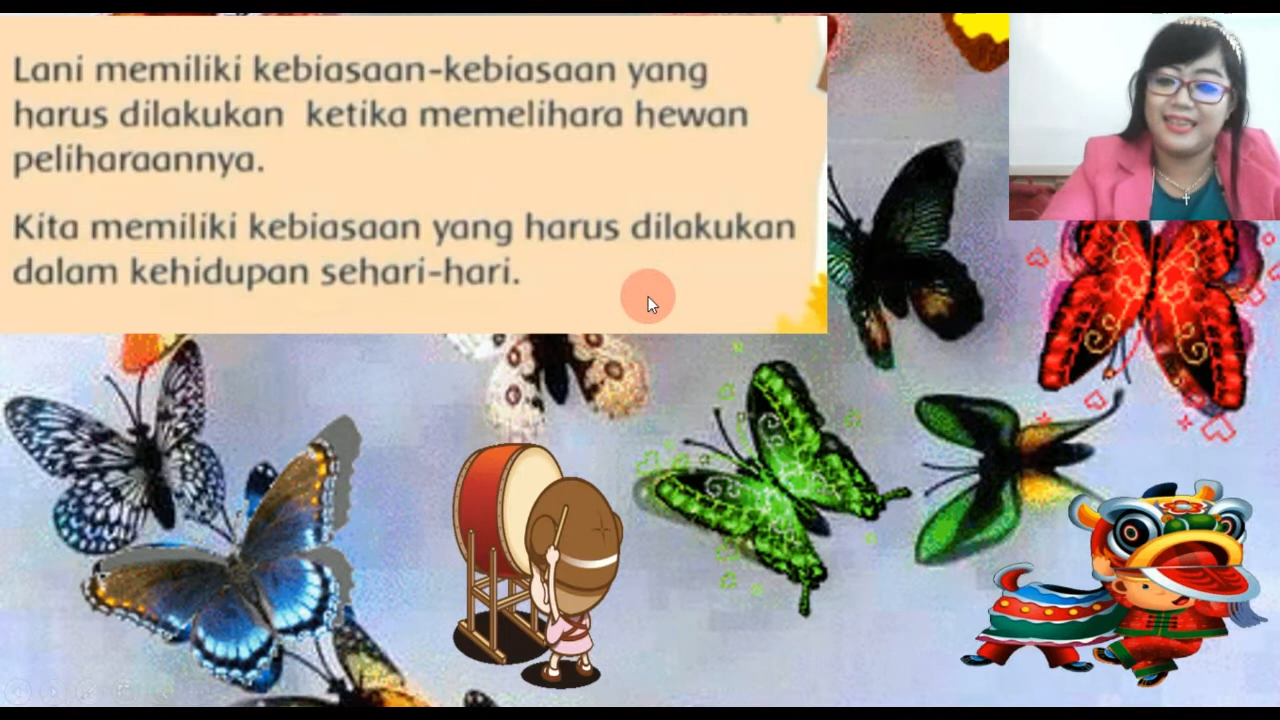 Lani memiliki kebiasaan-kebiasaan yang
harus dilakukan ketika memelihara hewan
peliharaannya.
Kita memiliki kebiasaan yang harus dilakukan
dalam kehidupan sehari-hari.